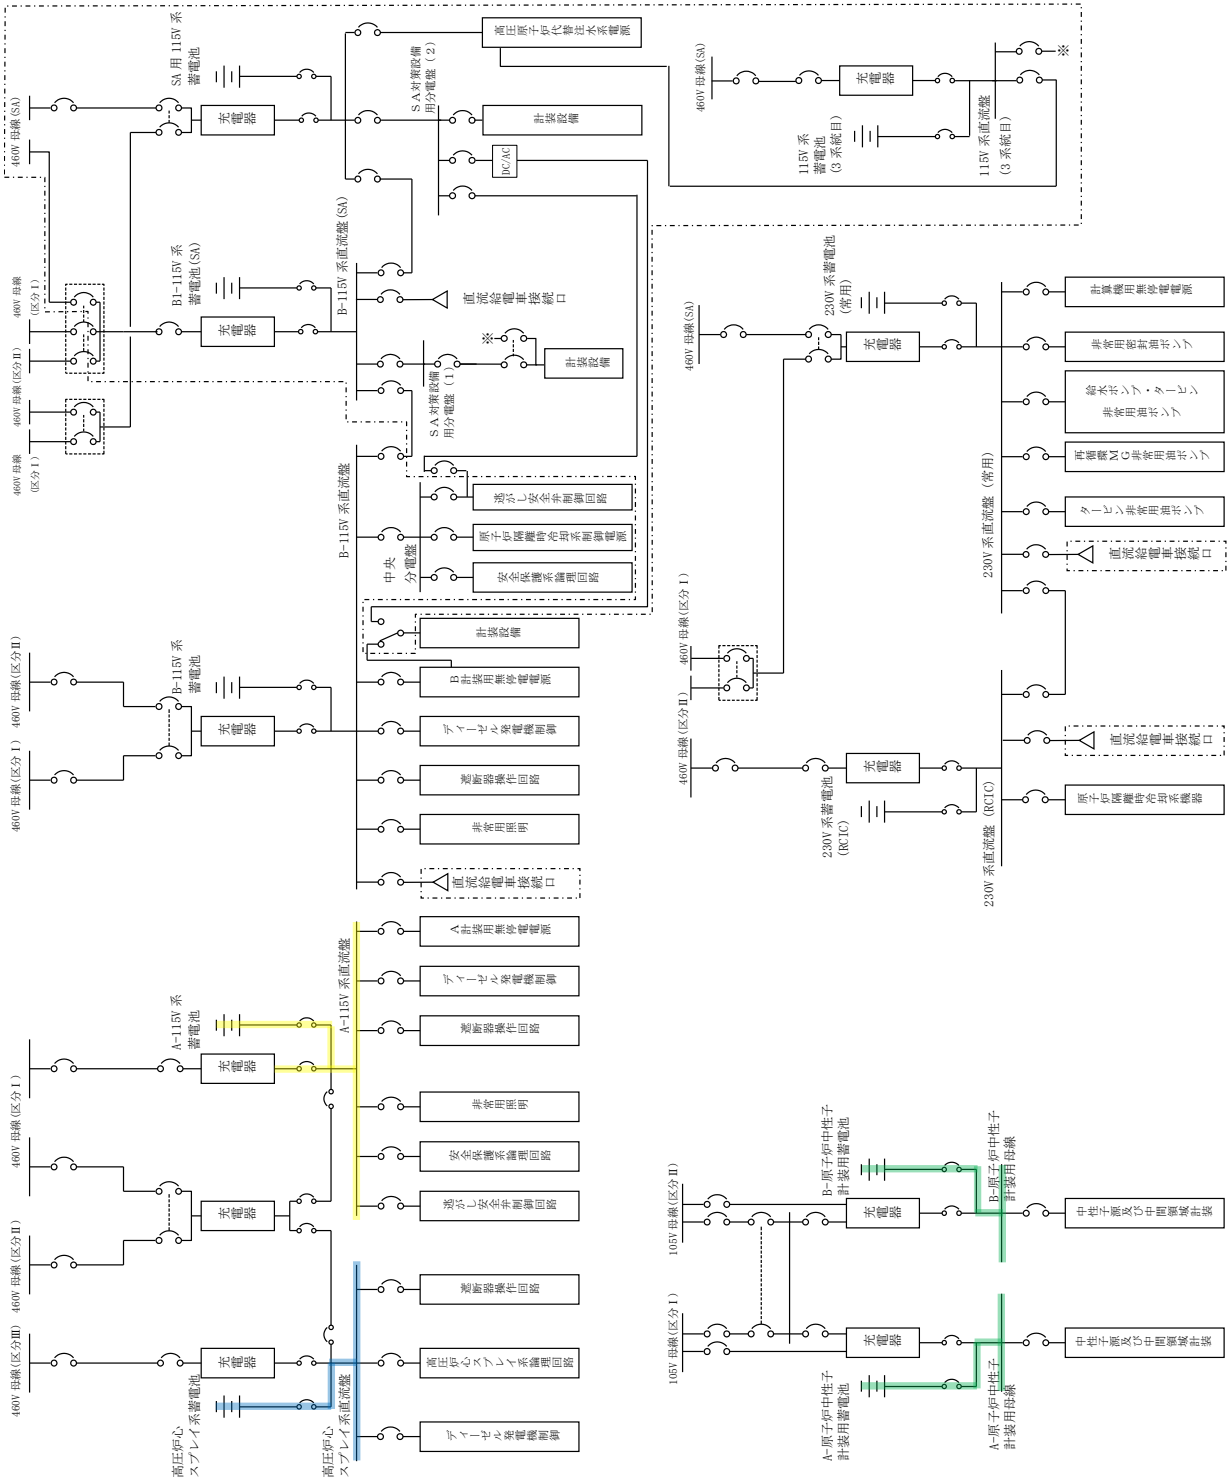 460V 母線(SA)
SA 用 115V 系
蓄電池
充電器
高圧原子炉代替注水系電源
SA対策設備
用分電盤（2）
計装設備
DC/AC
460V 母線(SA)
充電器
115V 系
蓄電池
(3 系統目)
115V 系直流盤
(3 系統目)
※
460V 母線
(区分Ⅰ)
460V 母線(区分Ⅱ)
460V 母線
(区分Ⅰ)
460V 母線(区分Ⅱ)
B1-115V 系
蓄電池(SA)
充電器
B-115V 系直流盤(SA)
直流給電車接続口
SA対策設備
用分電盤（1）
※
計装設備
B-115V 系直流盤
中央
分電盤
逃がし安全弁制御回路
原子炉隔離時冷却系制御電源
安全保護系論理回路
計装設備
B計装用無停電電源
ディーゼル発電機制御
遮断器操作回路
非常用照明
直流給電車接続口
460V 母線(区分Ⅱ)
460V 母線(区分Ⅰ)
B-115V 系
蓄電池
充電器
460V 母線(SA)
230V 系蓄電池
(常用)
充電器
230V 系直流盤 (常用)
計算機用無停電電源
非常用密封油ポンプ
給水ポンプ・タービン
非常用油ポンプ
再循環MG非常用油ポンプ
タービン非常用油ポンプ
直流給電車接続口
460V 母線(区分Ⅰ)
460V 母線(区分Ⅱ)
充電器
230V 系蓄電池
(RCIC)
230V 系直流盤 (RCIC)
直流給電車接続口
原子炉隔離時冷却系機器
460V 母線(区分Ⅰ)
A-115V 系
蓄電池
充電器
A-115V 系直流盤
A計装用無停電電源
ディーゼル発電機制御
遮断器操作回路
非常用照明
安全保護系論理回路
逃がし安全弁制御回路
460V 母線(区分Ⅱ)
充電器
460V 母線(区分Ⅲ)
充電器
高圧炉心
スプレイ系蓄電池
高圧炉心
スプレイ系直流盤
遮断器操作回路
高圧炉心スプレイ系論理回路
ディーゼル発電機制御
105V 母線(区分Ⅱ)
B-原子炉中性子
計装用蓄電池
充電器
B-原子炉中性子
計装用母線
中性子源及び中間領域計装
105V 母線(区分Ⅰ)
充電器
A-原子炉中性子
計装用蓄電池
A-原子炉中性子
計装用母線
中性子源及び中間領域計装